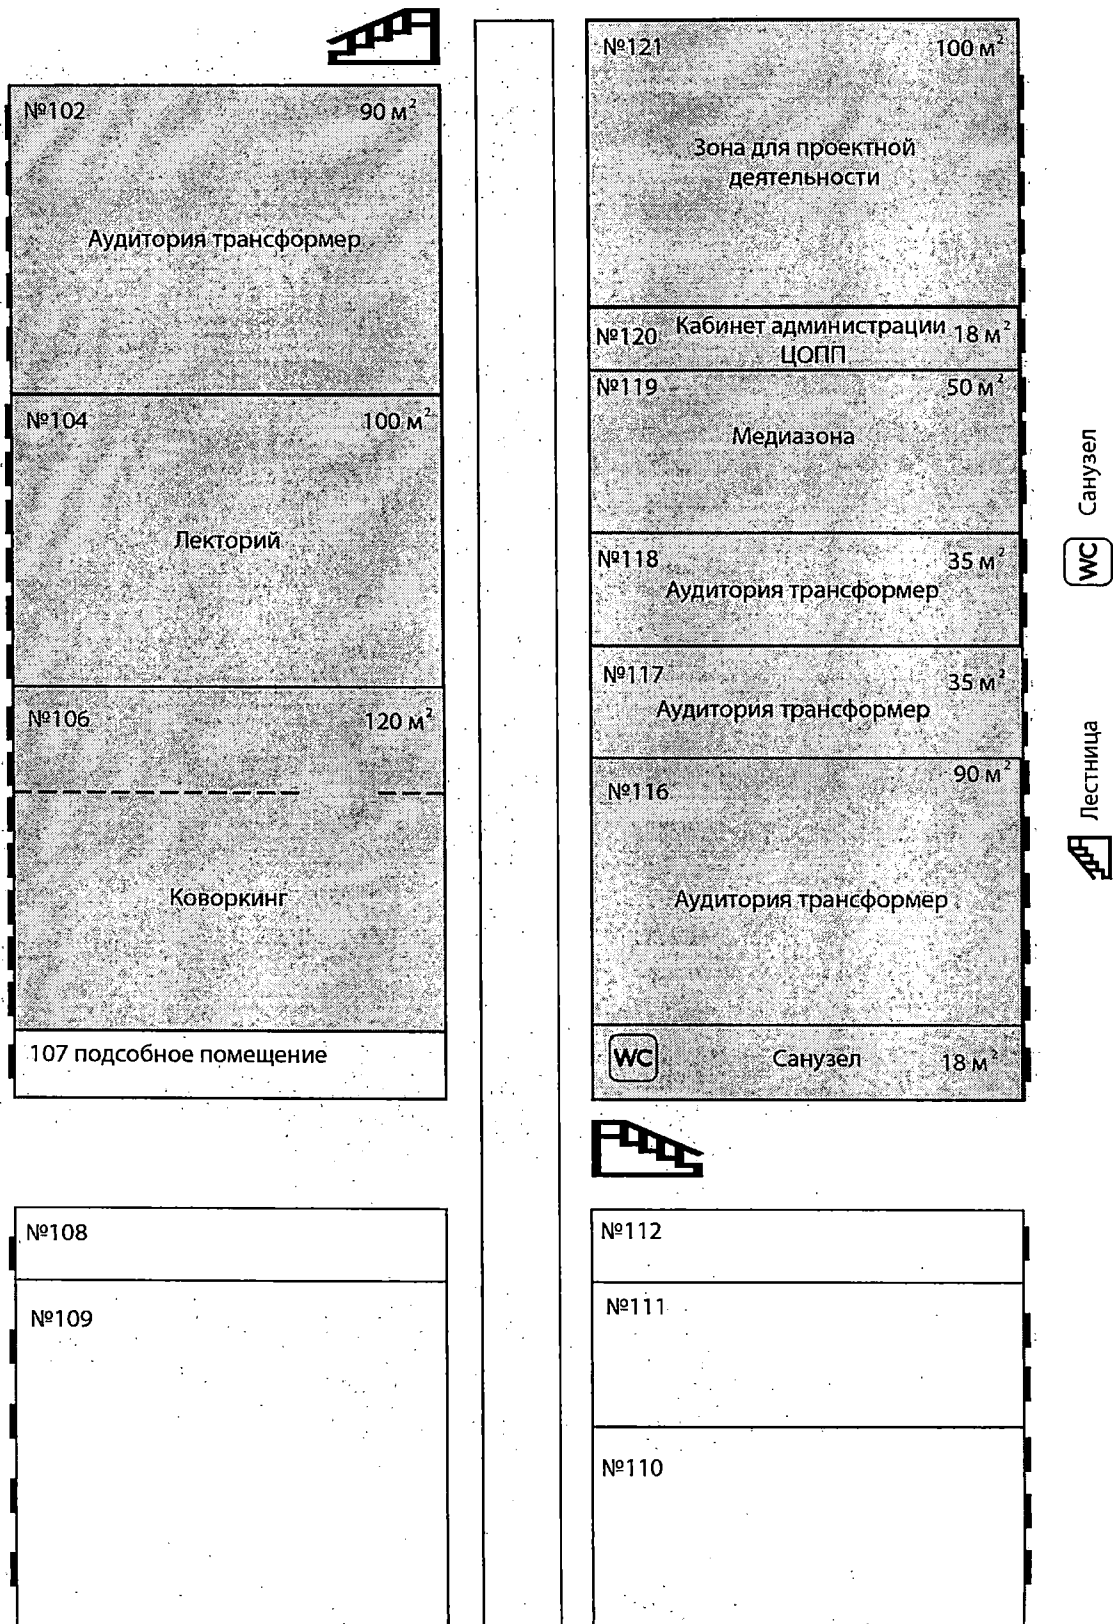 №102 90 м²
Аудитория трансформер
№104 100 м²
Лекторий
№106 120 м²
Коворкинг
107 подсобное помещение
№108
№109
№121 100 м²
Зона для проектной
деятельности
№120 Кабинет администрации 18 м²
ЦОПП
№119 50 м²
Медиазона
№118 35 м²
Аудитория трансформер
№117 35 м²
Аудитория трансформер
90 м²
№116
Аудитория трансформер
WC Санузел 18 м²
№112
№111
№110
WC Санузел
Лестница